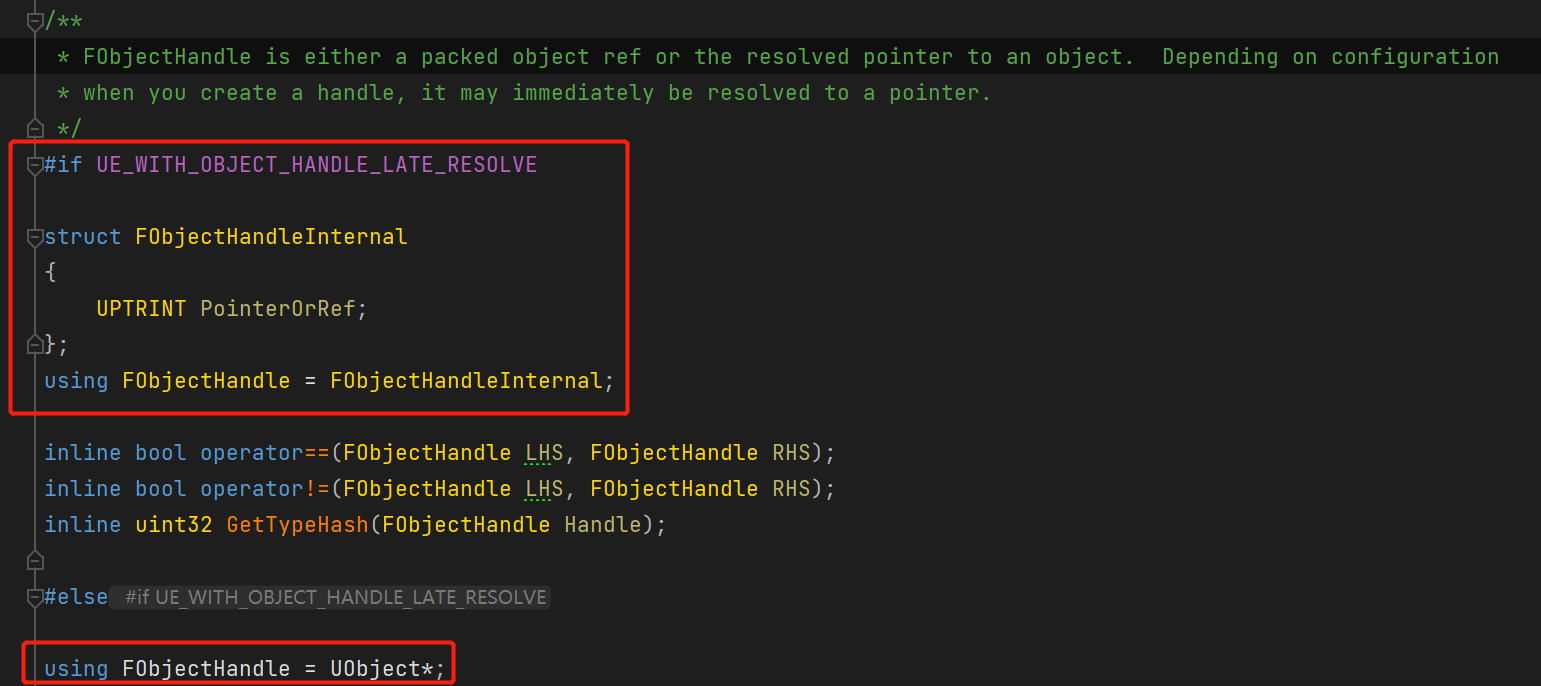 /**
 * FObjectHandle is either a packed object ref or the resolved pointer to an object.  Depending on configuration
 * when you create a handle, it may immediately be resolved to a pointer.
 */
#if UE_WITH_OBJECT_HANDLE_LATE_RESOLVE
struct FObjectHandleInternal
{
    UPTRINT PointerOrRef;
};
using FObjectHandle = FObjectHandleInternal;
inline bool operator==(FObjectHandle LHS, FObjectHandle RHS);
inline bool operator!=(FObjectHandle LHS, FObjectHandle RHS);
inline uint32 GetTypeHash(FObjectHandle Handle);
#else #if UE_WITH_OBJECT_HANDLE_LATE_RESOLVE
using FObjectHandle = UObject*;